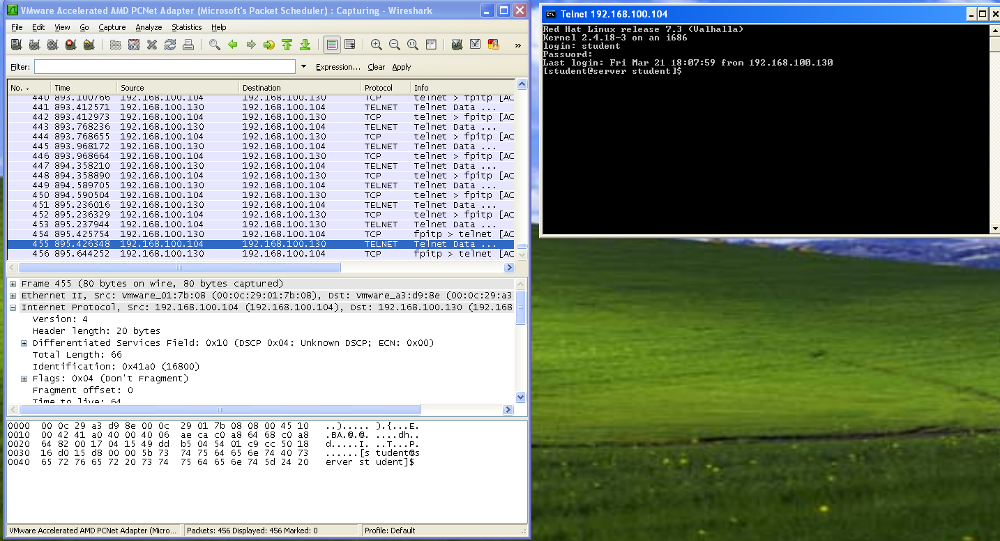 VMware Accelerated AMD PCNet Adapter (Microsoft's Packet Scheduler) : Capturing - Wireshark
File Edit View Go Capture Analyze Statistics Help
»
Filter: Expression... Clear Apply
No. . Time Source Destination Protocol Info
440 893.100766 192.168.100.104 192.168.100.130 TCP telnet > fpitp [AC
441 893.412571 192.168.100.130 192.168.100.104 TELNET Telnet Data ...
442 893.412973 192.168.100.104 192.168.100.130 TCP telnet > fpitp [AC
443 893.768236 192.168.100.130 192.168.100.104 TELNET Telnet Data ...
444 893.768655 192.168.100.104 192.168.100.130 TCP telnet > fpitp [AC
445 893.968172 192.168.100.130 192.168.100.104 TELNET Telnet Data ...
446 893.968664 192.168.100.104 192.168.100.130 TCP telnet > fpitp [AC
447 894.358210 192.168.100.130 192.168.100.104 TELNET Telnet Data ...
448 894.358890 192.168.100.104 192.168.100.130 TCP telnet > fpitp [AC
449 894.589705 192.168.100.130 192.168.100.104 TELNET Telnet Data ...
450 894.590504 192.168.100.104 192.168.100.130 TCP telnet > fpitp [AC
451 895.236016 192.168.100.130 192.168.100.104 TELNET Telnet Data ...
452 895.236329 192.168.100.104 192.168.100.130 TCP telnet > fpitp [AC
453 895.237944 192.168.100.104 192.168.100.130 TELNET Telnet Data ...
454 895.425754 192.168.100.130 192.168.100.104 TCP fpitp > telnet [AC
455 895.426348 192.168.100.104 192.168.100.130 TELNET Telnet Data ...
456 895.644252 192.168.100.130 192.168.100.104 TCP fpitp > telnet [AC
Frame 455 (80 bytes on wire, 80 bytes captured)
Ethernet II, Src: Vmware_01:7b:08 (00:0c:29:01:7b:08), Dst: Vmware_a3:d9:8e (00:0c:29:a3
Internet Protocol, Src: 192.168.100.104 (192.168.100.104), Dst: 192.168.100.130 (192.168
Version: 4
Header length: 20 bytes
Differentiated Services Field: 0x10 (DSCP 0x04: Unknown DSCP; ECN: 0x00)
Total Length: 66
Identification: 0x41a0 (16800)
Flags: 0x04 (Don't Fragment)
Fragment offset: 0
Time to live: 64
0000 00 0c 29 a3 d9 8e 00 0c 29 01 7b 08 08 00 45 10 ..)..... ).{...E.
0010 00 42 41 a0 40 00 40 06 ae ca c0 a8 64 68 c0 a8 .BA.@.@. ....dh..
0020 64 82 00 17 04 15 49 dd b5 04 54 01 c9 cc 50 18 d.....I. ..T...P.
0030 16 d0 15 d8 00 00 5b 73 74 75 64 65 6e 74 40 73 ......[s tudent@s
0040 65 72 76 65 72 20 73 74 75 64 65 6e 74 5d 24 20 erver st udent]$
VMware Accelerated AMD PCNet Adapter (Micro... Packets: 456 Displayed: 456 Marked: 0 Profile: Default
Telnet 192.168.100.104
Red Hat Linux release 7.3 (Valhalla)
Kernel 2.4.18-3 on an i686
login: student
Password:
Last login: Fri Mar 21 18:07:59 from 192.168.100.130
[student@server student]$